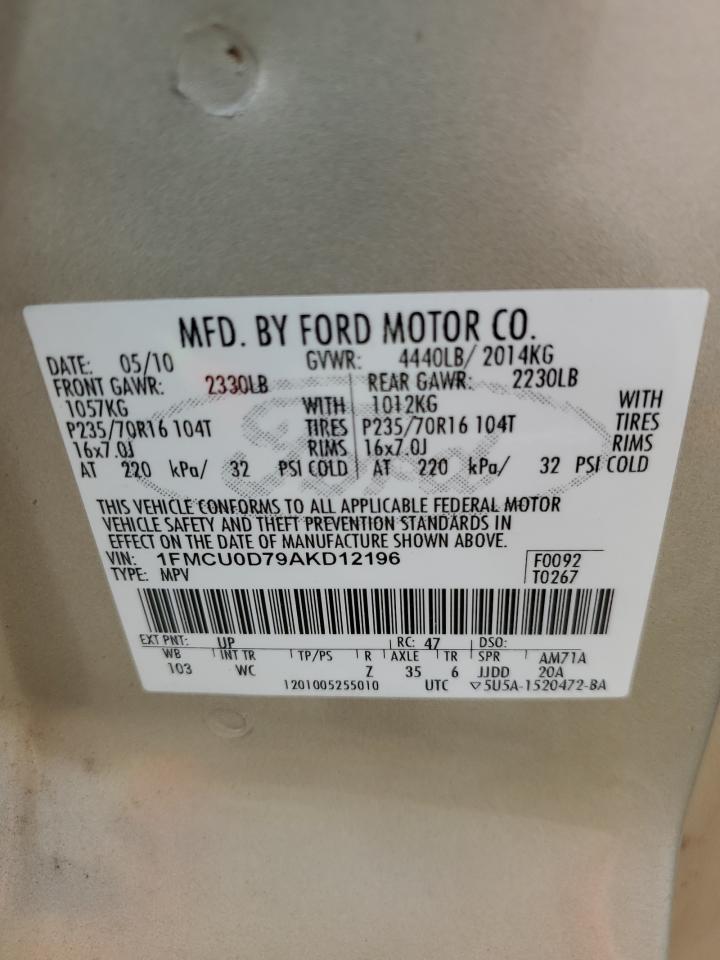 MFD. BY FORD MOTOR CO.
DATE: 05/10 GVWR: 4440LB/ 2014KG
FRONT GAWR: 2330LB REAR GAWR: 2230LB
1057KG WITH 1012KG WITH
P235/70R16 104T TIRES P235/70R16 104T TIRES
16x7.0J RIMS 16x7.0J RIMS
AT 220 kPa/ 32 PSI COLD AT 220 kPa/ 32 PSI COLD
Ford
THIS VEHICLE CONFORMS TO ALL APPLICABLE FEDERAL MOTOR
VEHICLE SAFETY AND THEFT PREVENTION STANDARDS IN
EFFECT ON THE DATE OF MANUFACTURE SHOWN ABOVE.
VIN: 1FMCU0D79AKD12196 F0092
TYPE: MPV T0267
EXT PNT: UP RC: 47 DSO:
WB INT TR TP/PS R AXLE TR SPR AM71A
103 WC Z 35 6 JJDD 20A
1201005255010 UTC ▽5U5A-1520472-BA